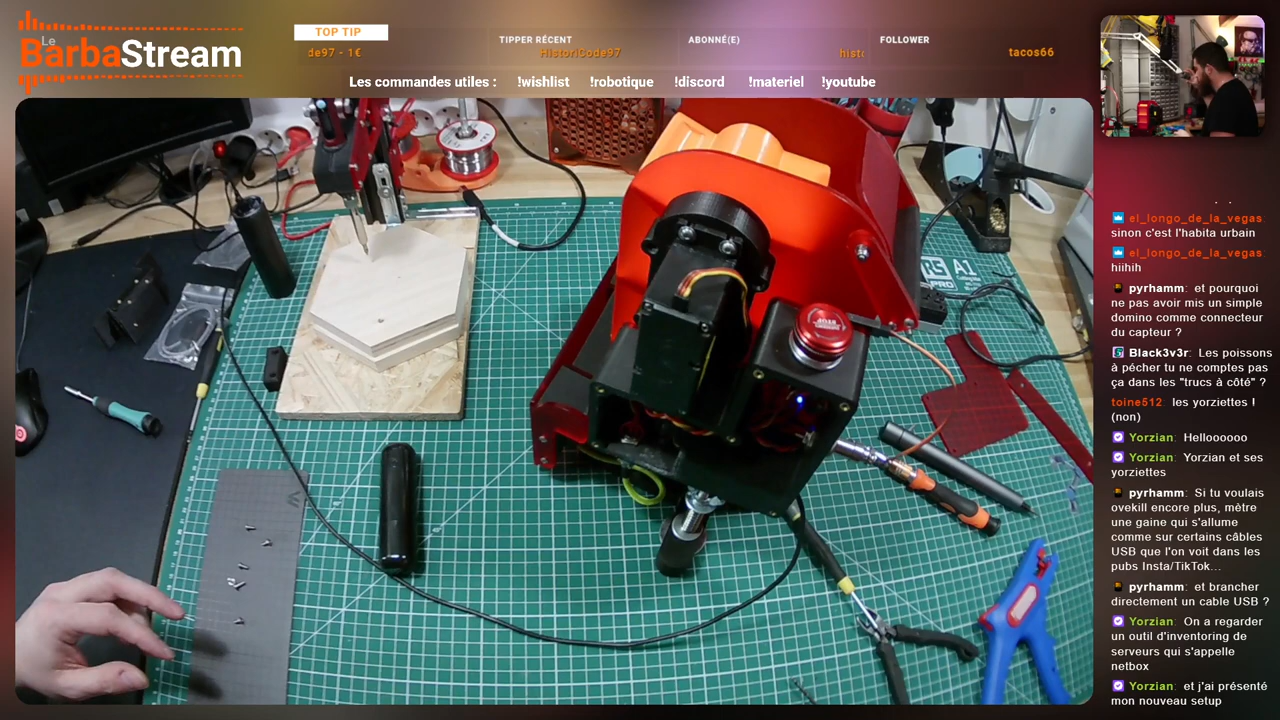 Le
BarbaStream
TOP TIP
de97 - 1€
TIPPER RÉCENT
HistoriCode97
ABONNÉ(E)
hist
FOLLOWER
tacos66
Les commandes utiles : !wishlist !robotique !discord !materiel !youtube
RS
PRO
A1
el_longo_de_la_vegas:
sinon c'est l'habita urbain
el_longo_de_la_vegas:
hiihih
pyrhamm: et pourquoi
ne pas avoir mis un simple
domino comme connecteur
du capteur ?
Black3v3r: Les poissons
à pécher tu ne comptes pas
ça dans les "trucs à côté" ?
toine512 les yorziettes !
(non)
Yorzian: Helloooooo
Yorzian: Yorzian et ses
yorziettes
pyrhamm: Si tu voulais
ovekill encore plus, mètre
une gaine qui s'allume
comme sur certains câbles
USB que l'on voit dans les
pubs Insta/TikTok...
pyrhamm: et brancher
directement un cable USB ?
Yorzian: On a regarder
un outil d'inventoring de
serveurs qui s'appelle
netbox
Yorzian: et j'ai présenté
mon nouveau setup